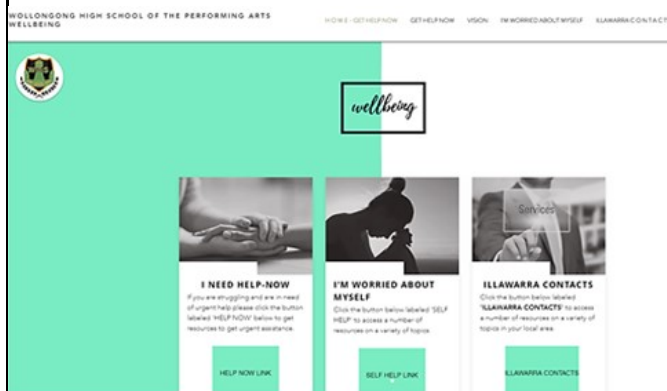 WOLLONGONG HIGH SCHOOL OF THE PERFORMING ARTS
WELLBEING
HOME - GET HELP NOW
GET HELP NOW
VISION
I'M WORRIED ABOUT MYSELF
ILLAWARRA CONTACT
wellbeing
Services
I NEED HELP-NOW
If you are struggling and are in need
of urgent help please click the button
labeled 'HELP NOW' below to get
resources to get urgent assistance.
HELP NOW LINK
I'M WORRIED ABOUT
MYSELF
Click the button below labeled 'SELF
HELP' to access a number of
resources on a variety of topics
SELF HELP LINK
ILLAWARRA CONTACTS
Click the button below labeled
'ILLAWARRA CONTACTS' to access
a number of resources on a variety of
topics in your local area.
ILLAWARRA CONTACTS